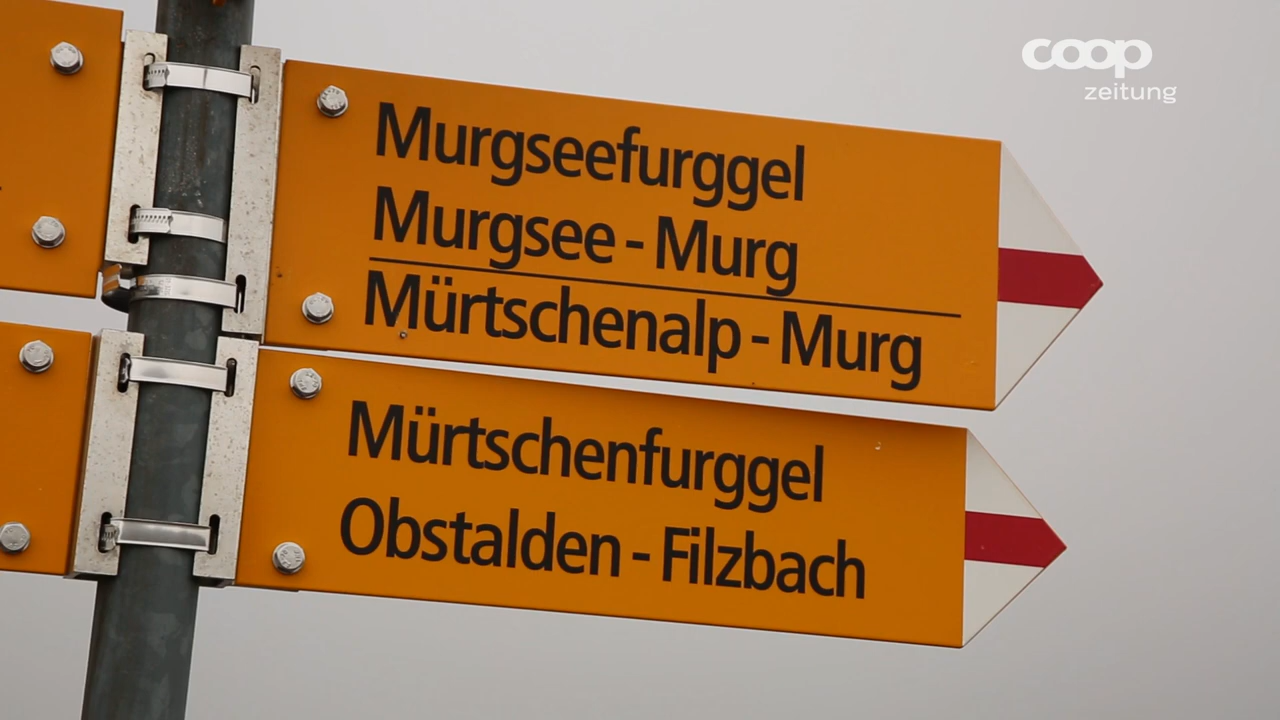 coop
zeitung
Murgseefurggel
Murgsee - Murg
Mürtschenalp - Murg
Mürtschenfurggel
Obstalden - Filzbach